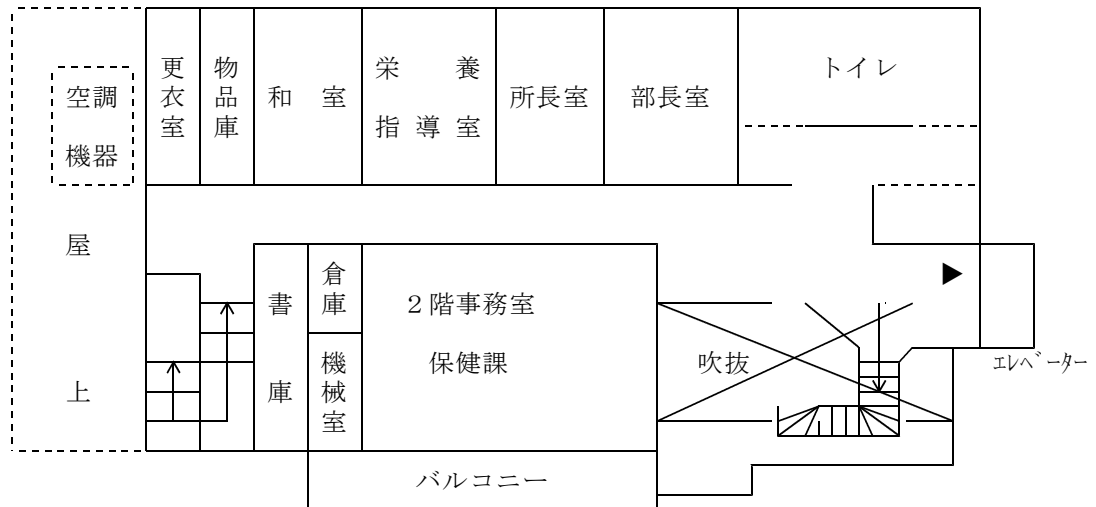 更衣室
物品庫
和室
栄養
指導室
所長室
部長室
トイレ
空調
機器
屋上
書庫
倉庫
機械室
2階事務室
保健課
吹抜
エレベーター
バルコニー